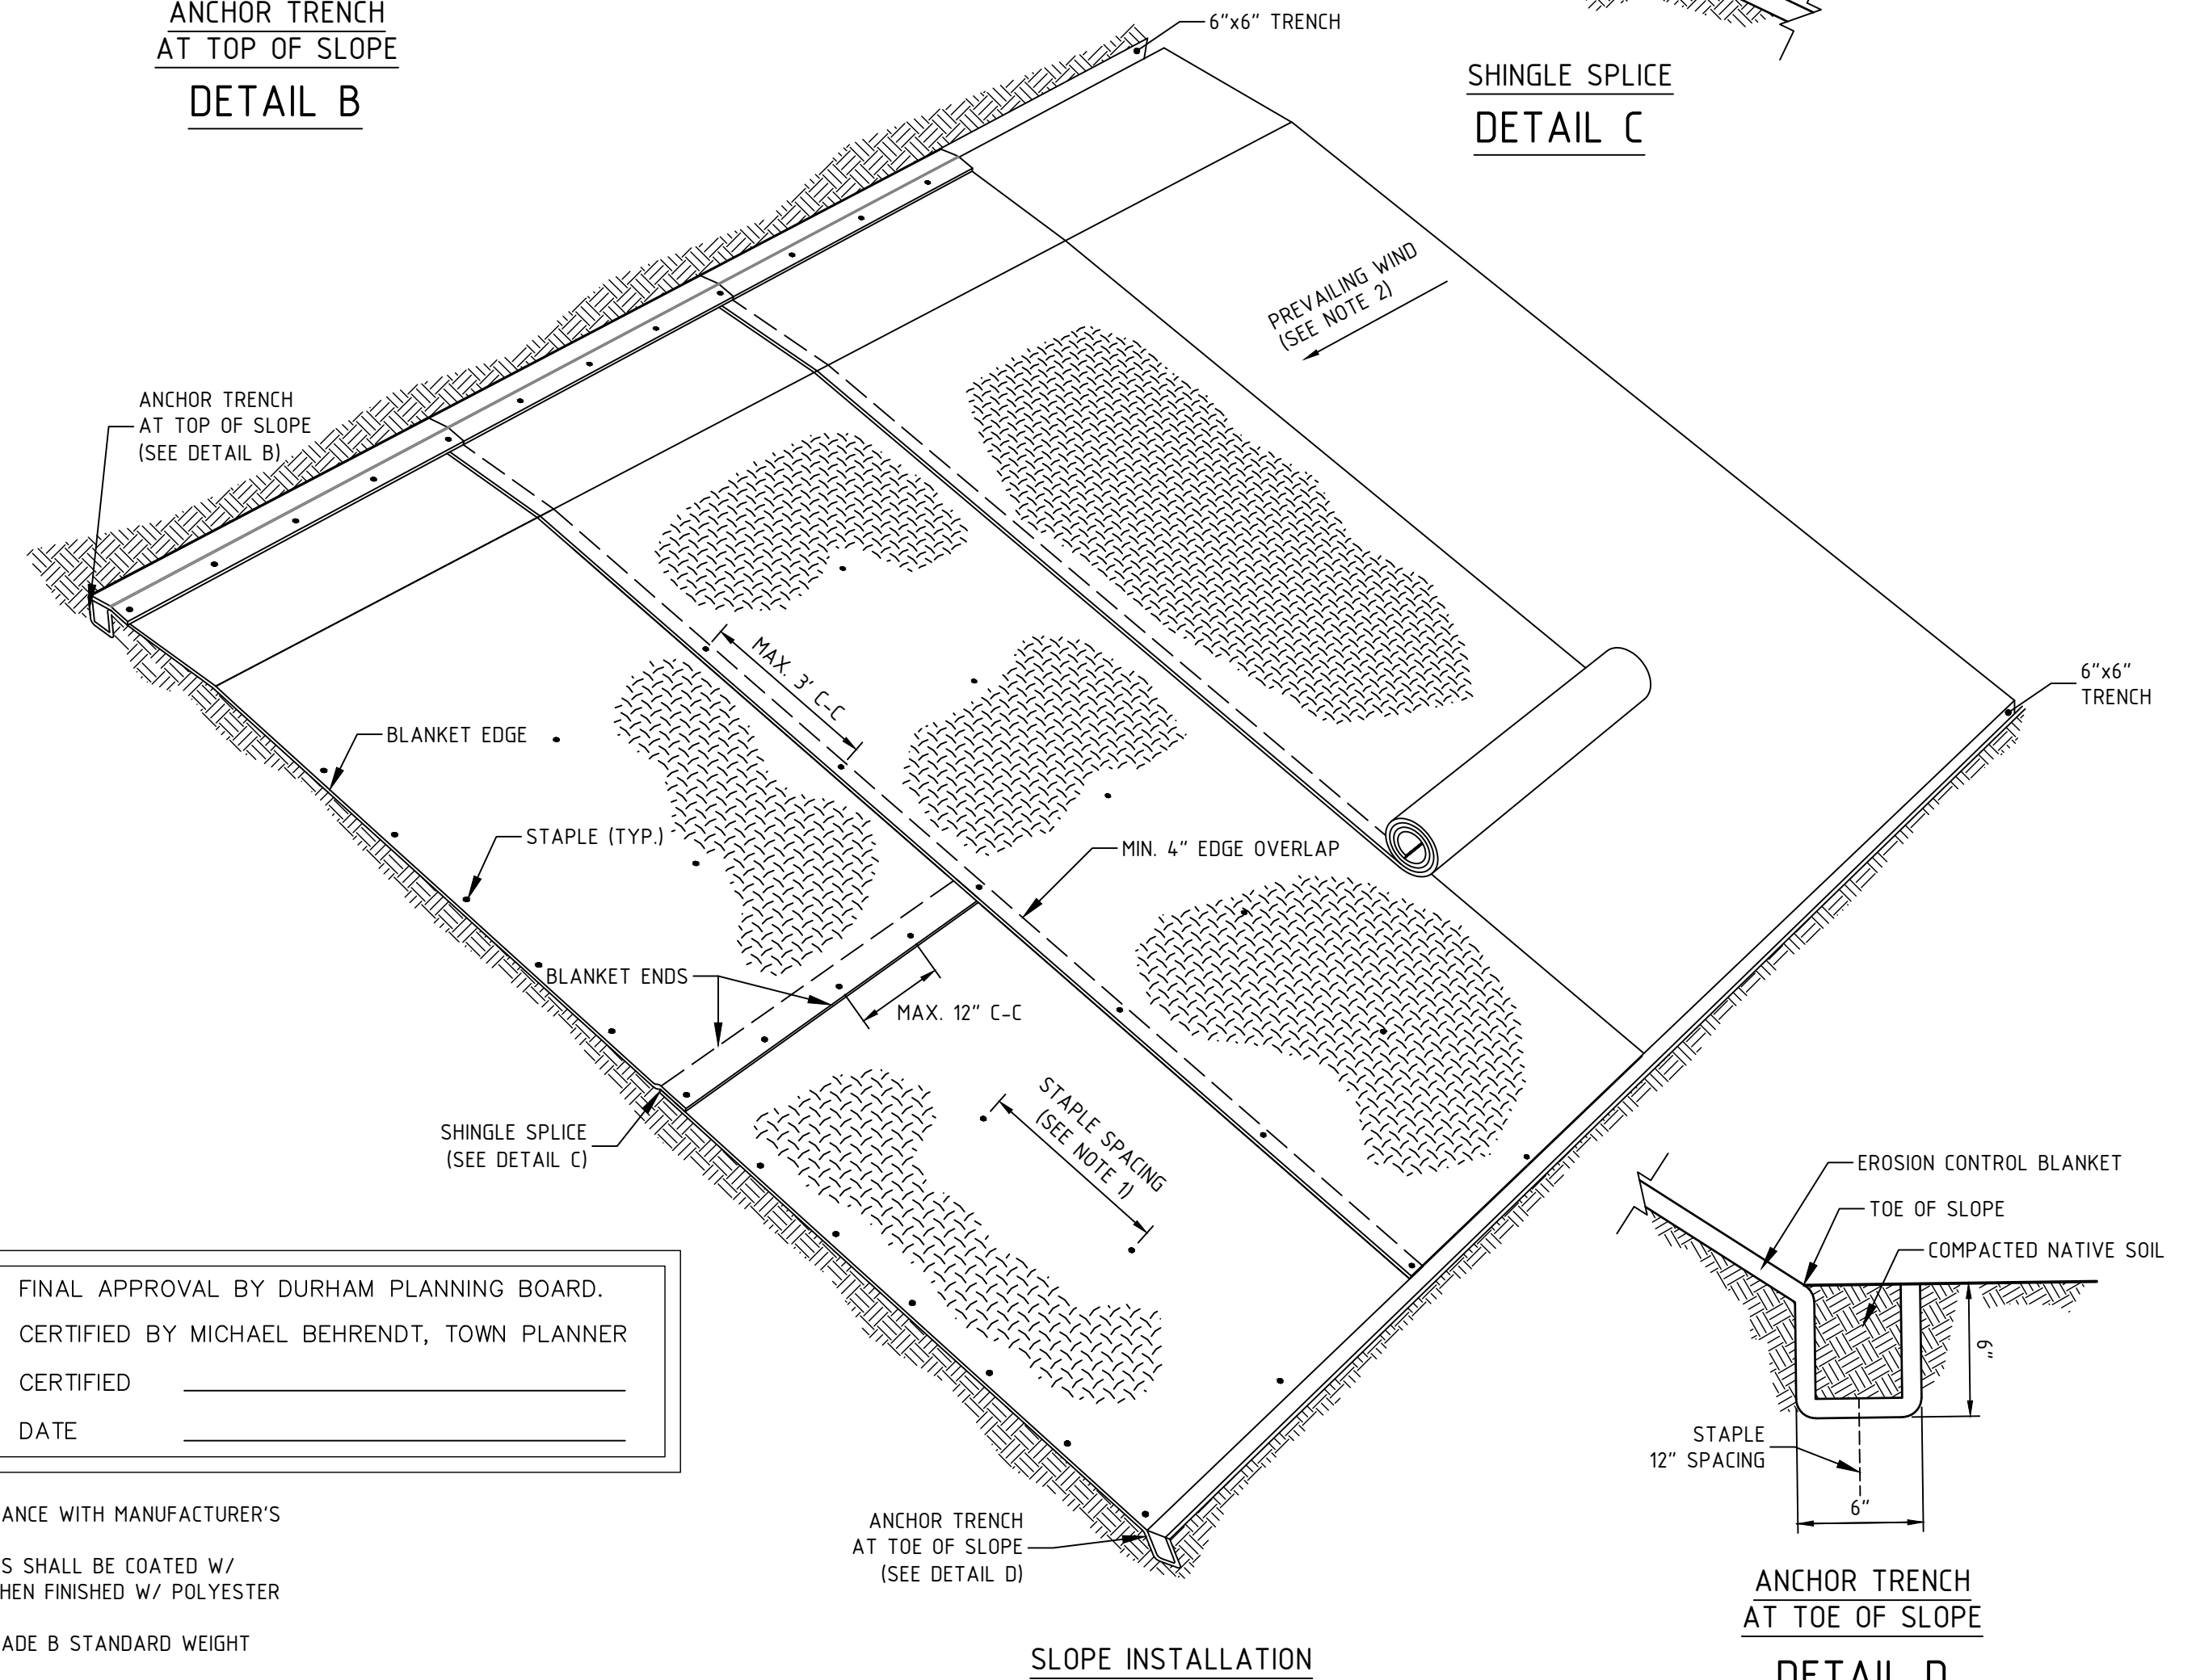 ANCHOR TRENCH
AT TOP OF SLOPE
DETAIL B
6"x6" TRENCH
SHINGLE SPLICE
DETAIL C
PREVAILING WIND
(SEE NOTE 2)
ANCHOR TRENCH
AT TOP OF SLOPE
(SEE DETAIL B)
MAX. 3' C-C
6"x6"
TRENCH
BLANKET EDGE
STAPLE (TYP.)
MIN. 4" EDGE OVERLAP
BLANKET ENDS
MAX. 12" C-C
STAPLE SPACING
(SEE NOTE 1)
SHINGLE SPLICE
(SEE DETAIL C)
EROSION CONTROL BLANKET
TOE OF SLOPE
COMPACTED NATIVE SOIL
6"
STAPLE
12" SPACING
6"
FINAL APPROVAL BY DURHAM PLANNING BOARD.
CERTIFIED BY MICHAEL BEHRENDT, TOWN PLANNER
CERTIFIED
DATE
ANCE WITH MANUFACTURER'S
S SHALL BE COATED W/
HEN FINISHED W/ POLYESTER
ADE B STANDARD WEIGHT
ANCHOR TRENCH
AT TOE OF SLOPE
(SEE DETAIL D)
SLOPE INSTALLATION
ANCHOR TRENCH
AT TOE OF SLOPE
DETAIL D